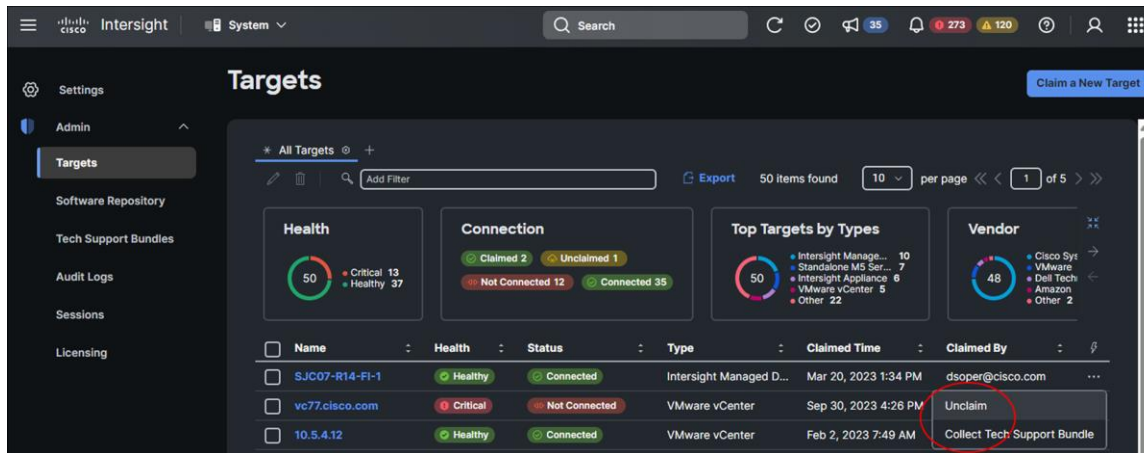 cisco Intersight System Search 35 273 120
Settings
Admin
Targets
Software Repository
Tech Support Bundles
Audit Logs
Sessions
Licensing
Targets
Claim a New Target
All Targets
Add Filter Export 50 items found 10 per page 1 of 5
Health
50
Critical 13
Healthy 37
Connection
Claimed 2 Unclaimed 1
Not Connected 12 Connected 35
Top Targets by Types
50
Intersight Manage... 10
Standalone M5 Ser... 7
Intersight Appliance 6
VMware vCenter 5
Other 22
Vendor
48
Cisco Sys
VMware
Dell Techn
Amazon
Other 2
Name Health Status Type Claimed Time Claimed By
SJC07-R14-FI-1 Healthy Connected Intersight Managed D... Mar 20, 2023 1:34 PM dsoper@cisco.com ...
vc77.cisco.com Critical Not Connected VMware vCenter Sep 30, 2023 4:26 PM Unclaim
10.5.4.12 Healthy Connected VMware vCenter Feb 2, 2023 7:49 AM Collect Tech Support Bundle